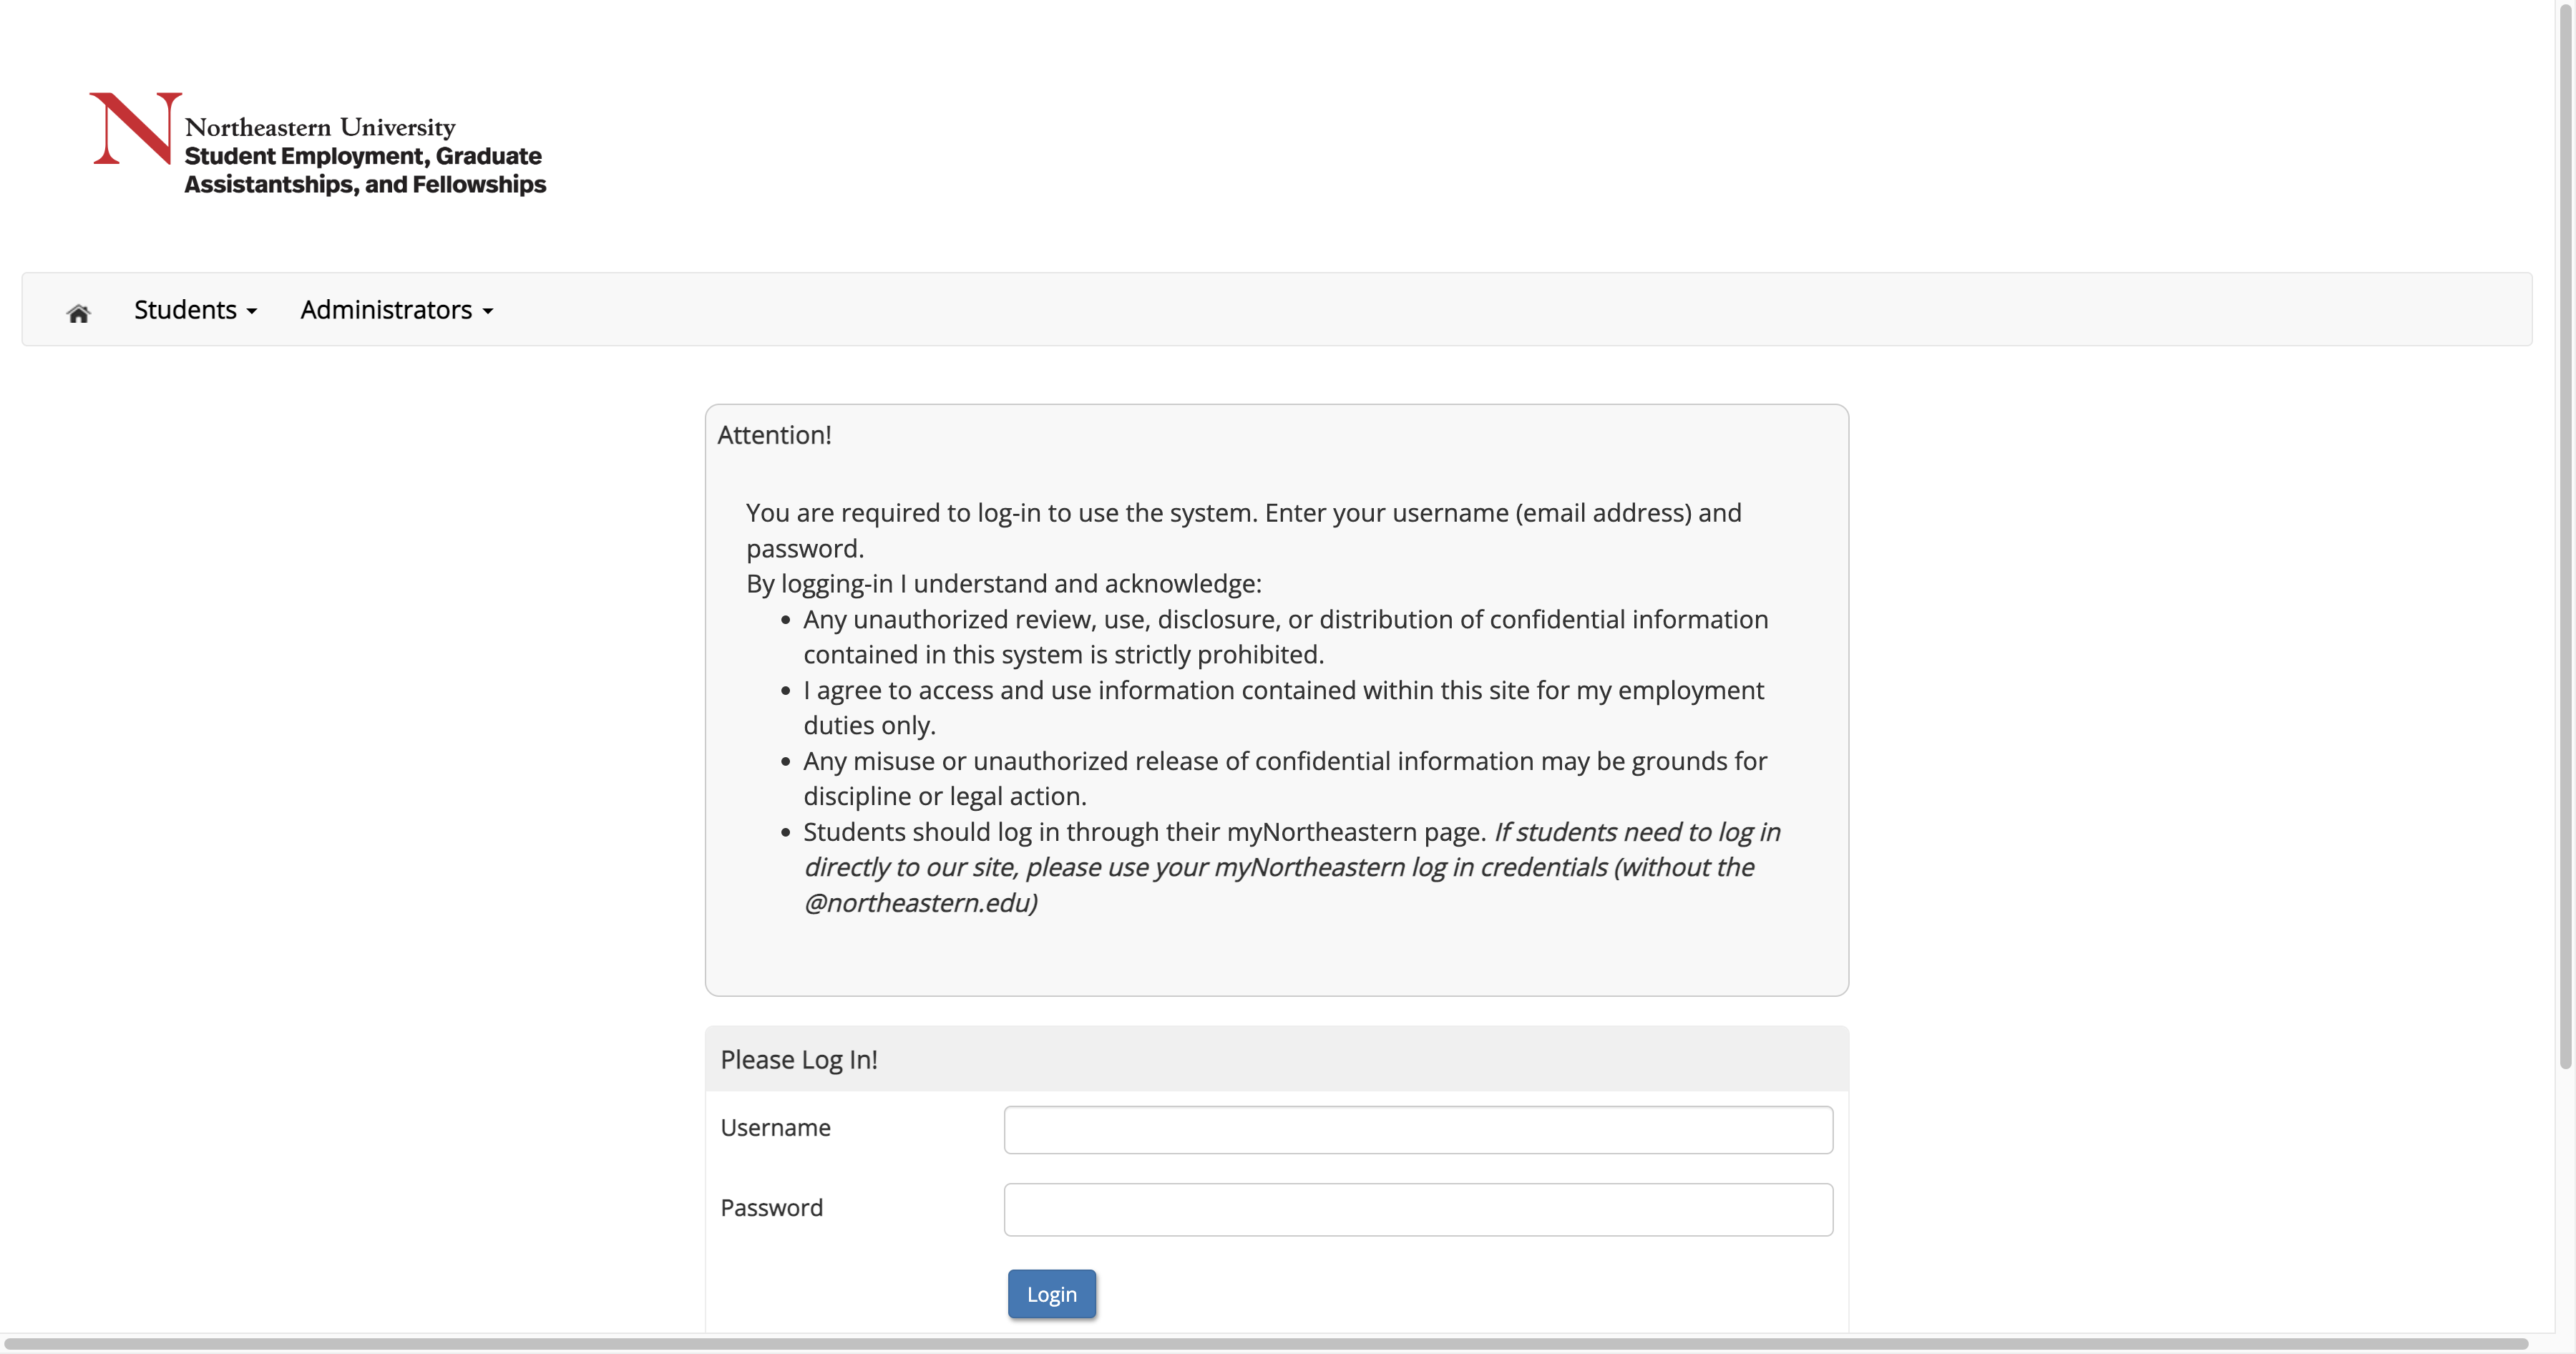 Northeastern University
Student Employment, Graduate
Assistantships, and Fellowships
Students
Administrators
Attention!
You are required to log-in to use the system. Enter your username (email address) and
password.
By logging-in I understand and acknowledge:
Any unauthorized review, use, disclosure, or distribution of confidential information
contained in this system is strictly prohibited.
I agree to access and use information contained within this site for my employment
duties only.
Any misuse or unauthorized release of confidential information may be grounds for
discipline or legal action.
Students should log in through their myNortheastern page. If students need to log in
directly to our site, please use your myNortheastern log in credentials (without the
@northeastern.edu)
Please Log In!
Username
Password
Login